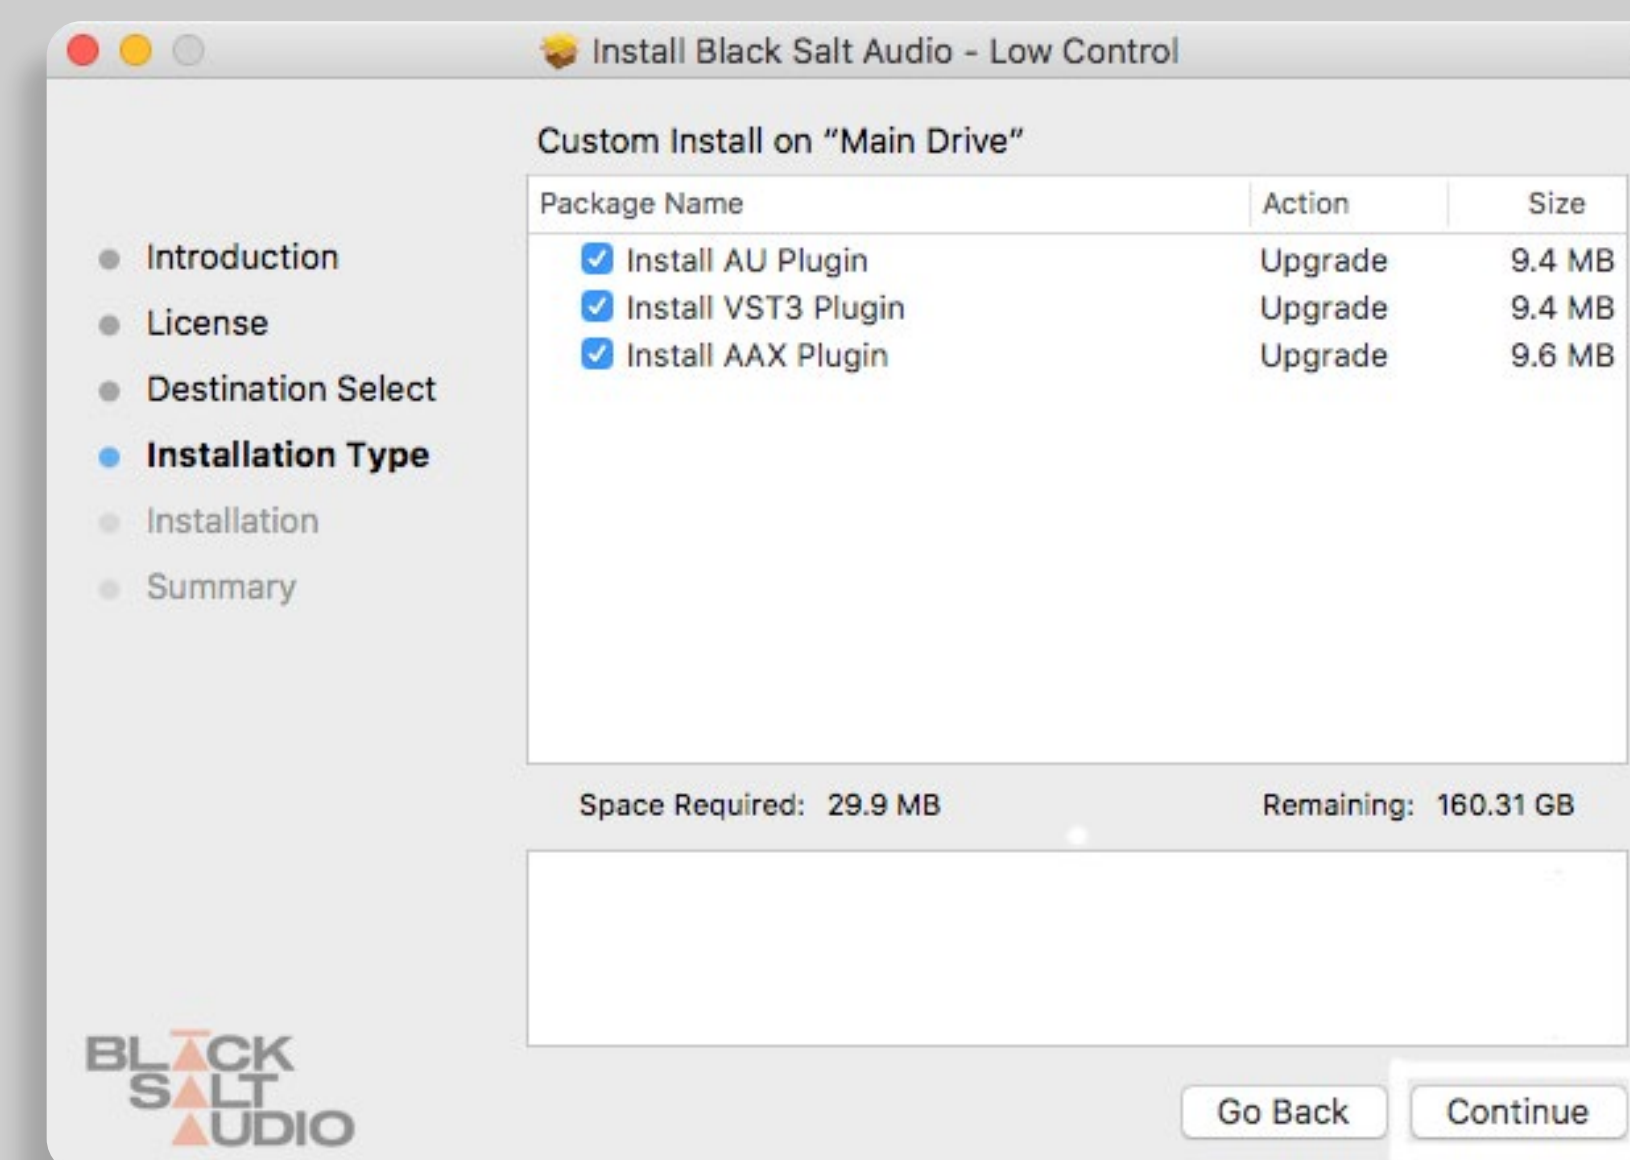 Install Black Salt Audio - Low Control
Custom Install on “Main Drive”
Package Name Action Size
Install AU Plugin Upgrade 9.4 MB
Install VST3 Plugin Upgrade 9.4 MB
Install AAX Plugin Upgrade 9.6 MB
Introduction
License
Destination Select
Installation Type
Installation
Summary
Space Required: 29.9 MB Remaining: 160.31 GB
BLACK
SALT
AUDIO
Go Back Continue